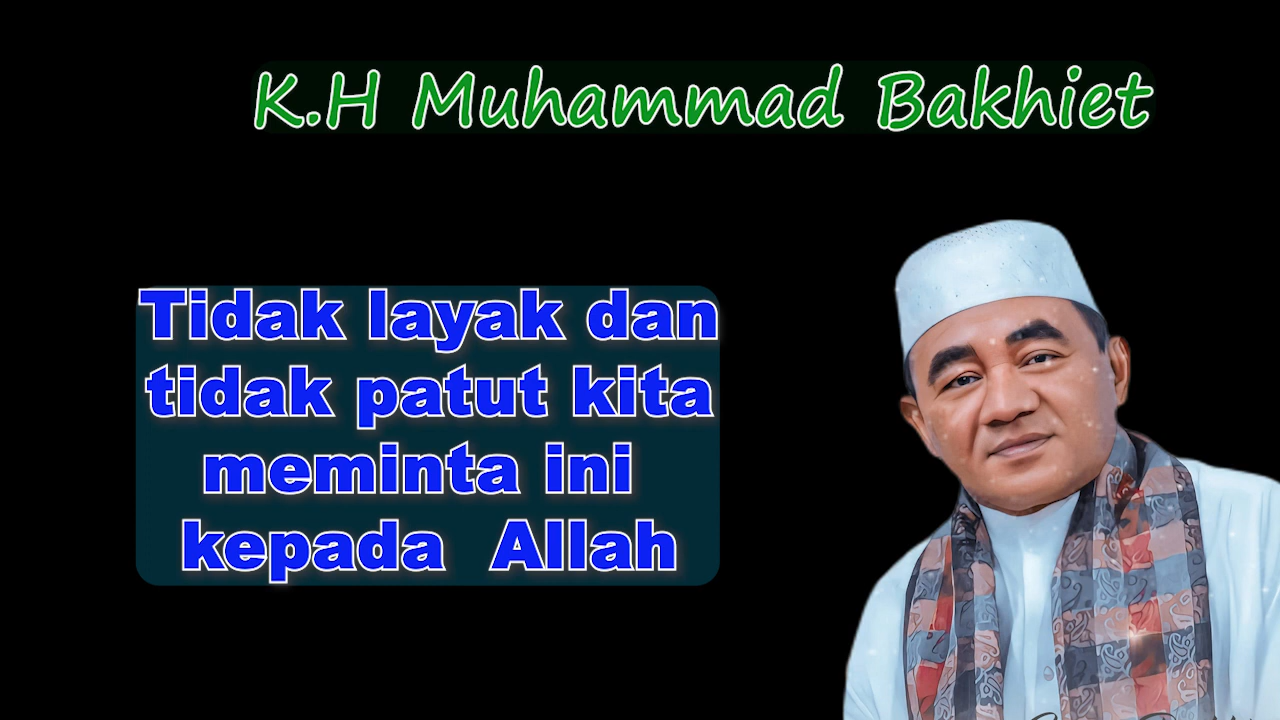 K.H Muhammad Bakhiet
Tidak layak dan
tidak patut kita
meminta ini
kepada Allah